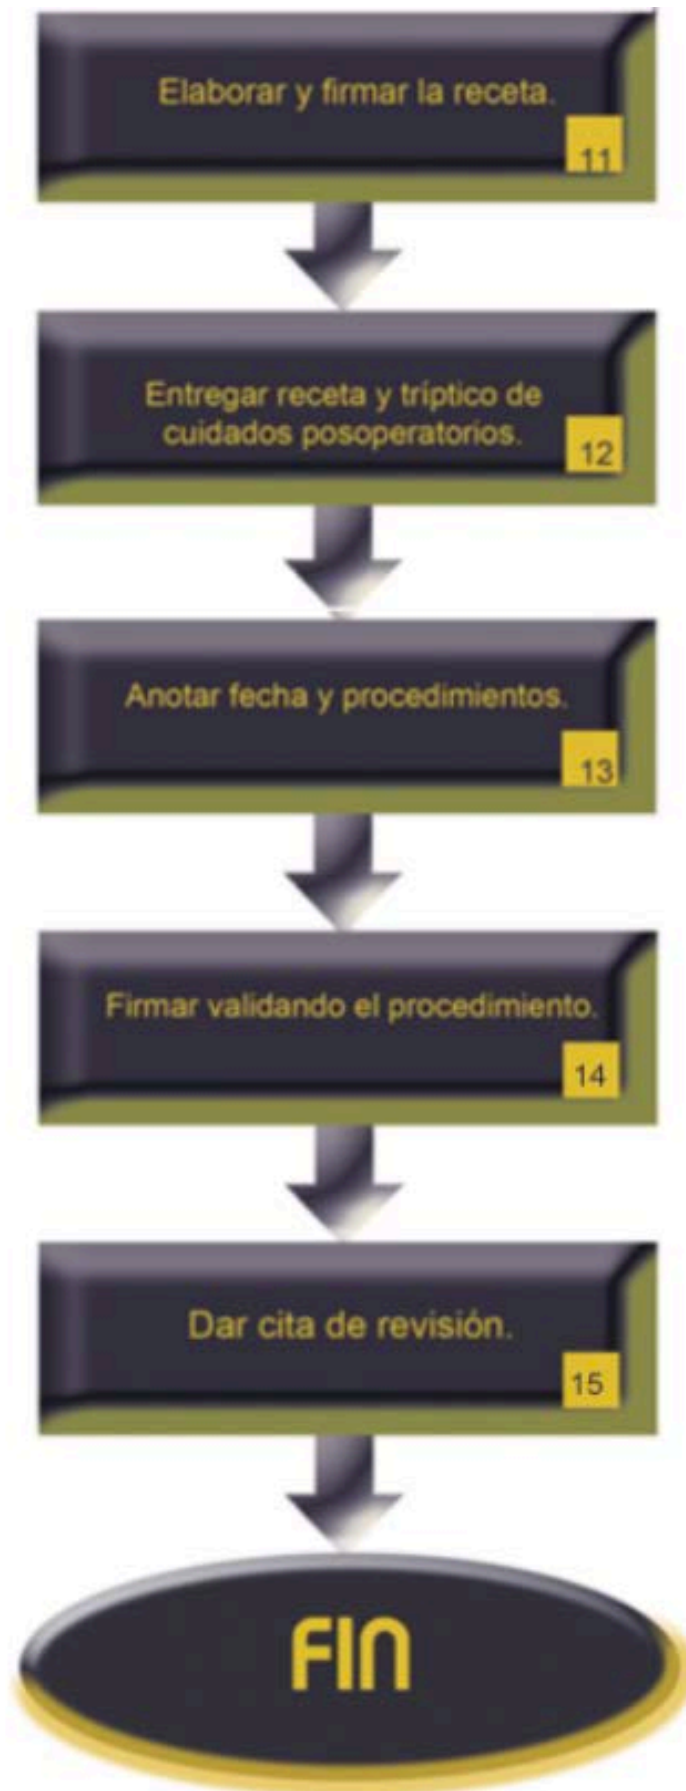 Elaborar y firmar la receta.
11
Entregar receta y tríptico de
cuidados posoperatorios.
12
Anotar fecha y procedimientos.
13
Firmar validando el procedimiento.
14
Dar cita de revisión.
15
FIN